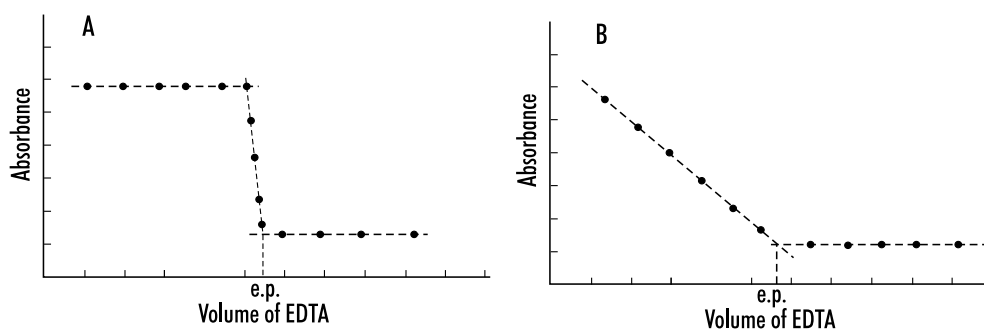 A
Absorbance
e.p.
Volume of EDTA
B
Absorbance
e.p.
Volume of EDTA